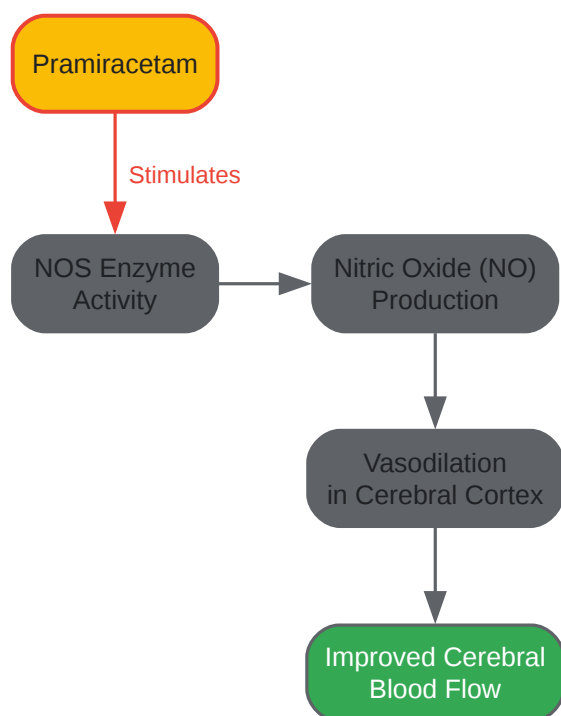 Pramiracetam
Stimulates
NOS Enzyme
Activity
Nitric Oxide (NO)
Production
Vasodilation
in Cerebral Cortex
Improved Cerebral
Blood Flow